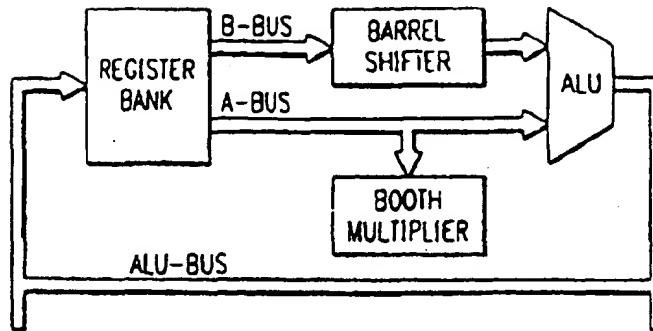 B-BUS
REGISTER
BANK
BARREL
SHIFTER
ALU
A-BUS
BOOTH
MULTIPLIER
ALU-BUS